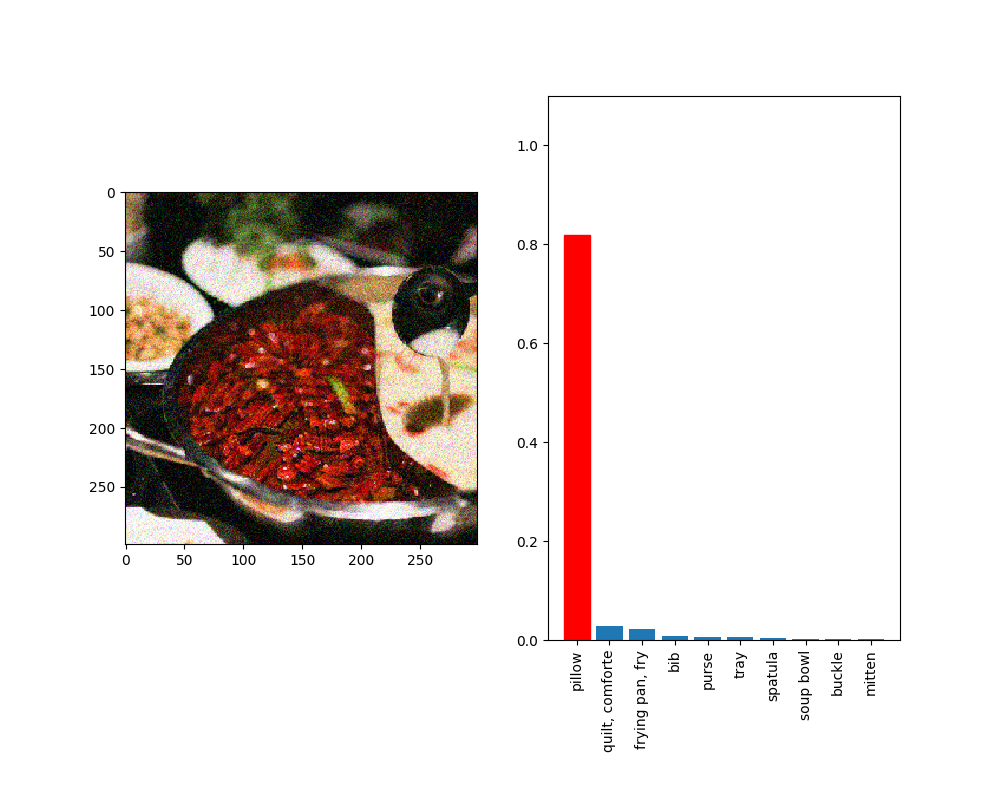 0
50
100
150
200
250
0 50 100 150 200 250
1.0
0.8
0.6
0.4
0.2
0.0
pillow
quilt, comforte
frying pan, fry
bib
purse
tray
spatula
soup bowl
buckle
mitten